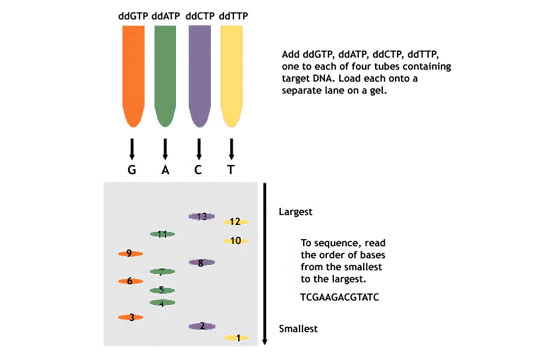 ddGTP ddATP ddCTP ddTTP
Add ddGTP, ddATP, ddCTP, ddTTP,
one to each of four tubes containing
target DNA. Load each onto a
separate lane on a gel.
G A C T
Largest
13
12
11
10
9
8
7
6
5
4
3
2
1
To sequence, read
the order of bases
from the smallest
to the largest.
TCGAAGACGTATC
Smallest